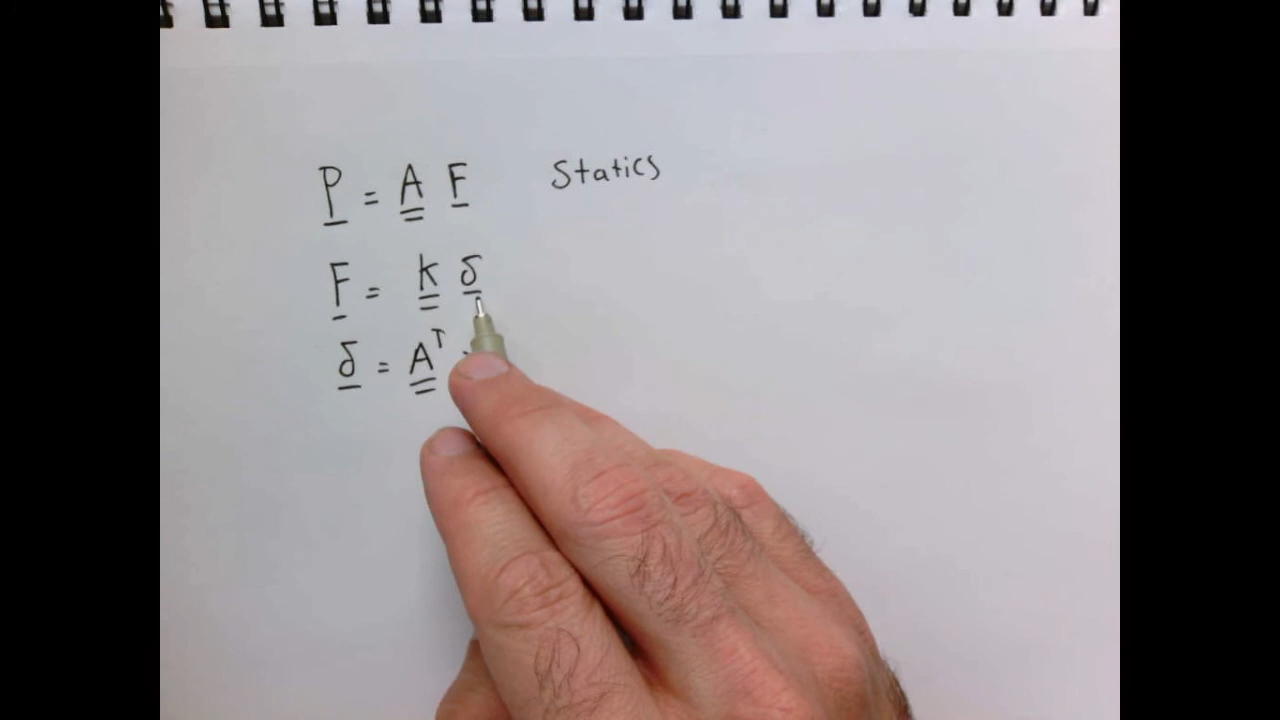 P = A F Statics
F = k δ
δ = Aᵀ